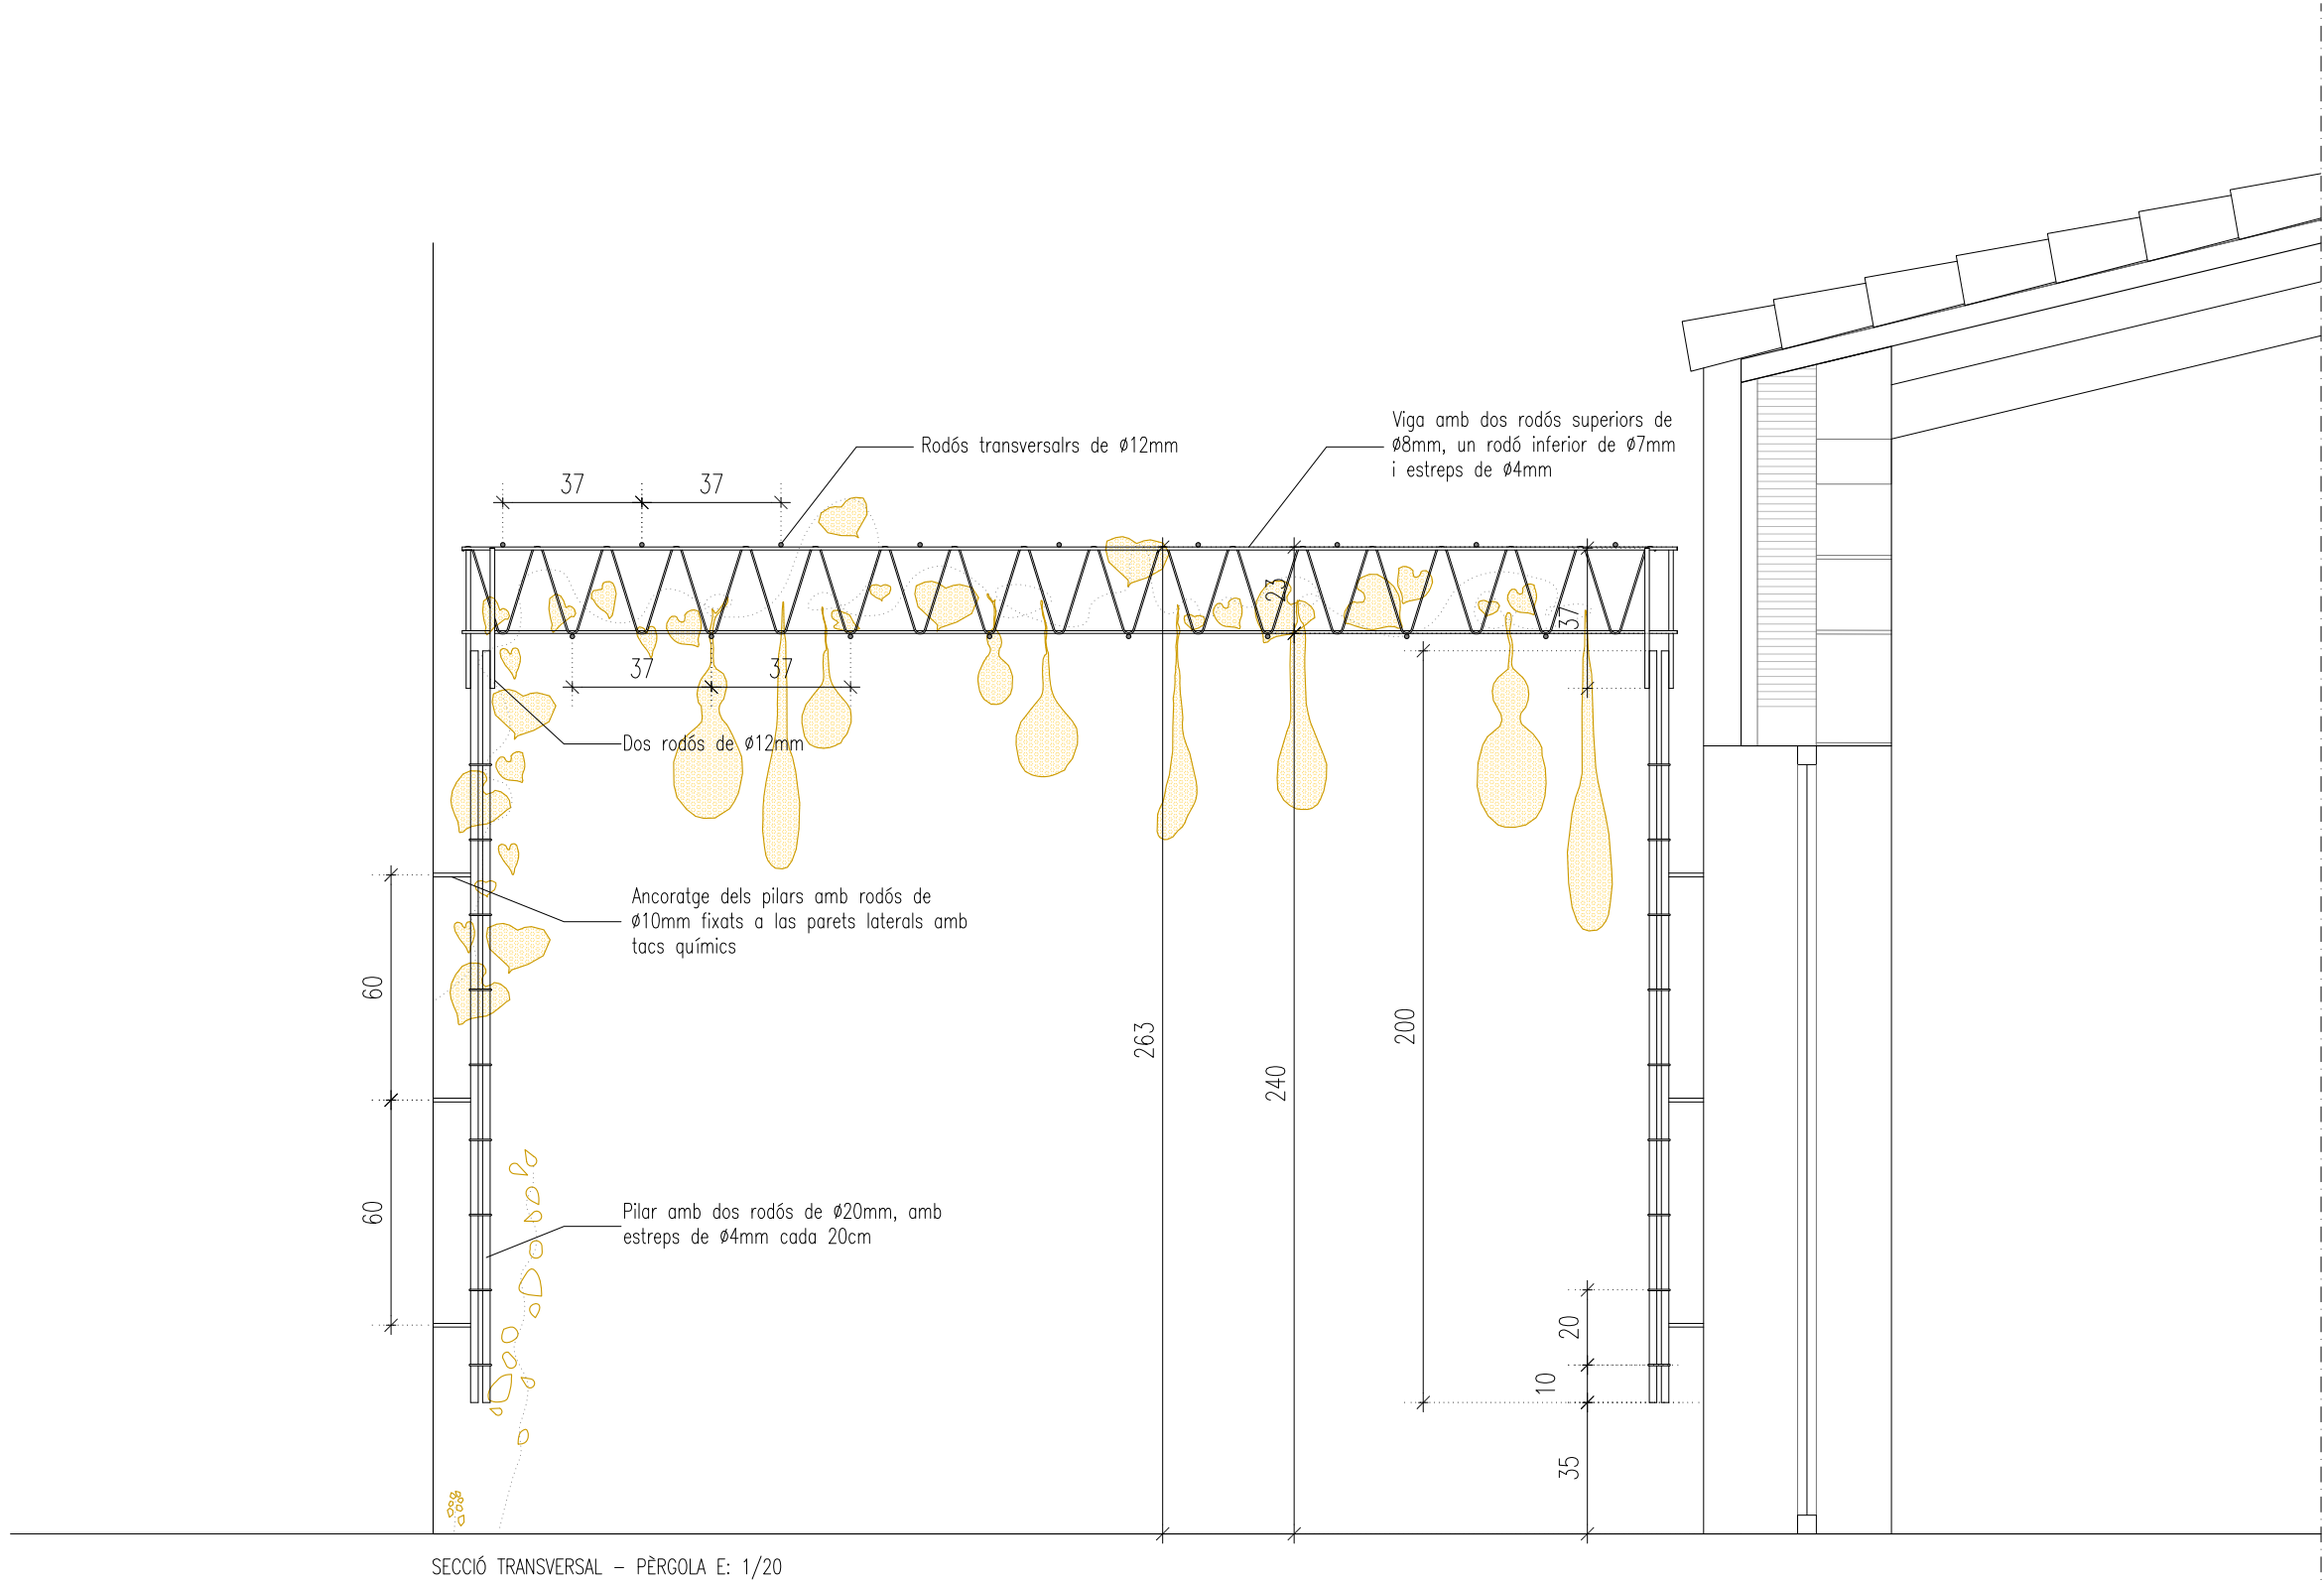 Viga amb dos rodós superiors de
ø8mm, un rodó inferior de ø7mm
i estreps de ø4mm
Rodós transversalrs de ø12mm
37
37
23
37
37
37
Dos rodós de ø12mm
Ancoratge dels pilars amb rodós de
ø10mm fixats a las parets laterals amb
tacs químics
60
263
240
200
60
Pilar amb dos rodós de ø20mm, amb
estreps de ø4mm cada 20cm
20
10
35
SECCIÓ TRANSVERSAL – PÈRGOLA E: 1/20